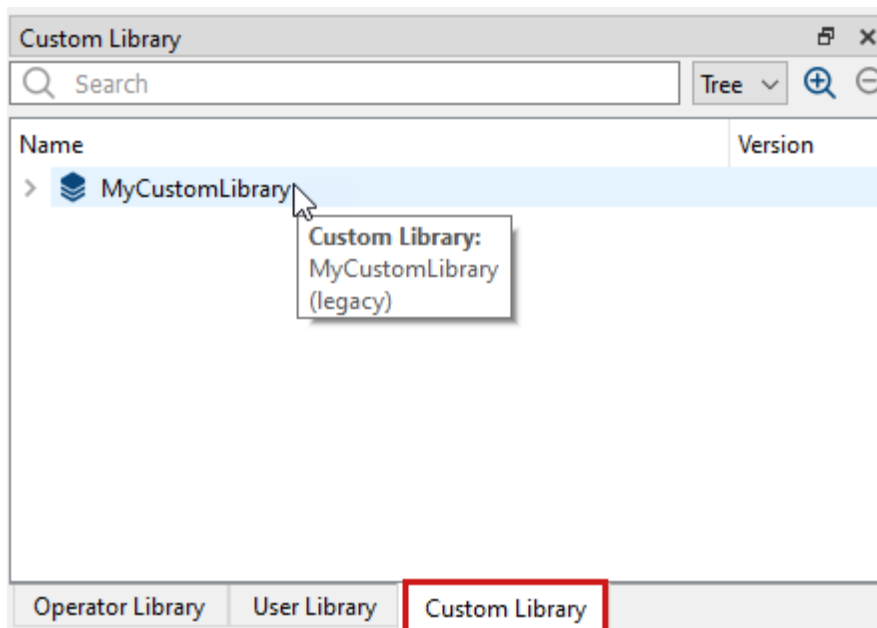 Custom Library
Search
Tree
Name Version
MyCustomLibrary
Custom Library:
MyCustomLibrary
(legacy)
Operator Library User Library Custom Library